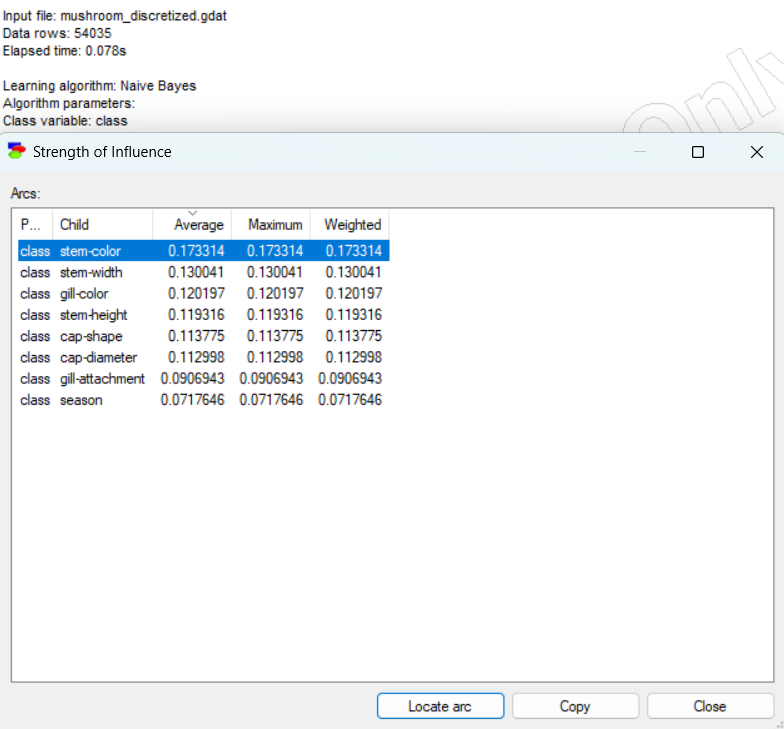 Input file: mushroom_discretized.gdat
Data rows: 54035
Elapsed time: 0.078s
Learning algorithm: Naive Bayes
Algorithm parameters:
Class variable: class
only
Strength of Influence
Arcs:
P... Child Average Maximum Weighted
class stem-color 0.173314 0.173314 0.173314
class stem-width 0.130041 0.130041 0.130041
class gill-color 0.120197 0.120197 0.120197
class stem-height 0.119316 0.119316 0.119316
class cap-shape 0.113775 0.113775 0.113775
class cap-diameter 0.112998 0.112998 0.112998
class gill-attachment 0.0906943 0.0906943 0.0906943
class season 0.0717646 0.0717646 0.0717646
Locate arc Copy Close